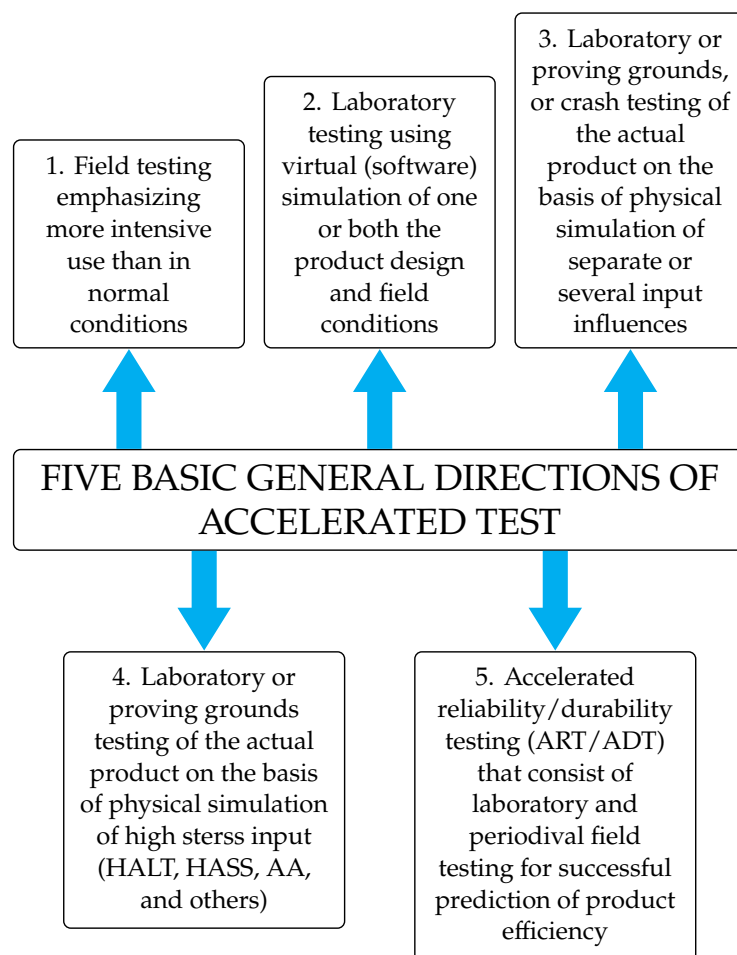 1. Field testing
emphasizing
more intensive
use than in
normal
conditions
2. Laboratory
testing using
virtual (software)
simulation of one
or both the
product design
and field
conditions
3. Laboratory or
proving grounds,
or crash testing of
the actual
product on the
basis of physical
simulation of
separate or
several input
influences
FIVE BASIC GENERAL DIRECTIONS OF
ACCELERATED TEST
4. Laboratory or
proving grounds
testing of the actual
product on the basis
of physical simulation
of high sterss input
(HALT, HASS, AA,
and others)
5. Accelerated
reliability/durability
testing (ART/ADT)
that consist of
laboratory and
periodival field
testing for successful
prediction of product
efficiency